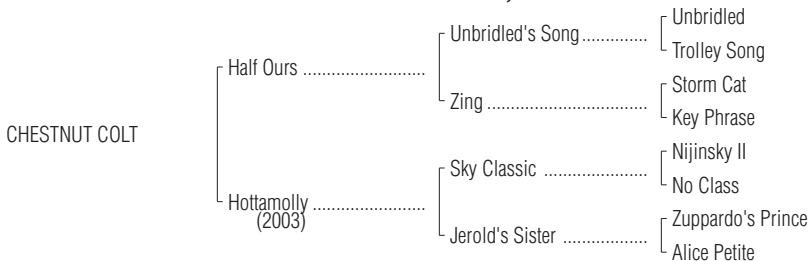 Unbridled
Unbridled's Song ..............
Trolley Song
Half Ours ..........................
Storm Cat
Zing ..................................
Key Phrase
CHESTNUT COLT
Nijinsky II
Sky Classic ......................
No Class
Hottamolly ........................
(2003)
Zuppardo's Prince
Jerold's Sister ..................
Alice Petite